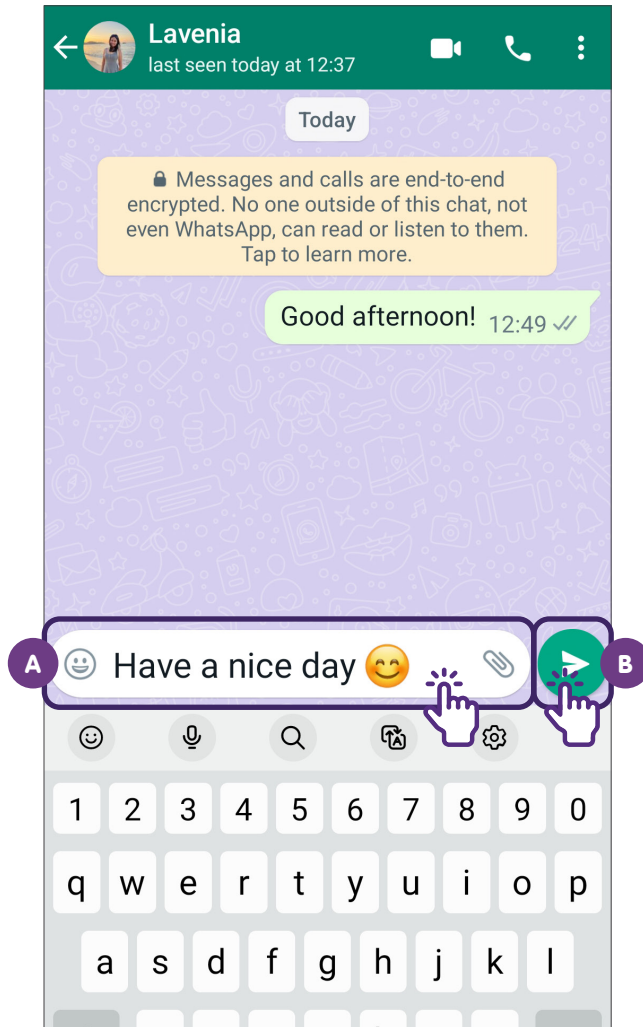 Lavenia
last seen today at 12:37
Today
Messages and calls are end-to-end
encrypted. No one outside of this chat, not
even WhatsApp, can read or listen to them.
Tap to learn more.
Good afternoon! 12:49
A
Have a nice day 😊
B
1 2 3 4 5 6 7 8 9 0
q w e r t y u i o p
a s d f g h j k l